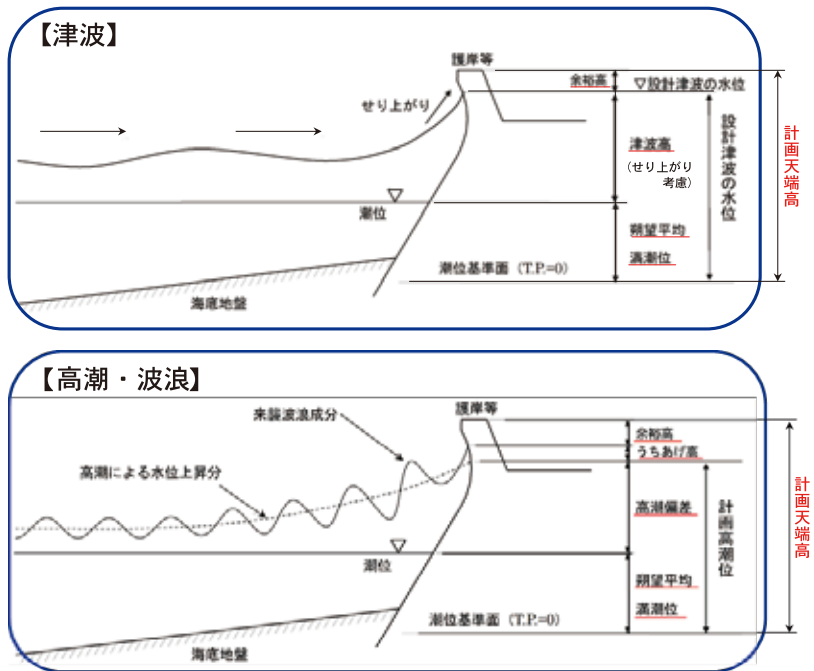 【津波】
護岸等
余裕高
▽設計津波の水位
せり上がり
津波高
(せり上がり
考慮)
設計津波の水位
計画天端高
潮位
朔望平均
満潮位
潮位基準面（T.P.=0）
海底地盤
【高潮・波浪】
護岸等
来襲波浪成分
余裕高
うちあげ高
高潮による水位上昇分
高潮偏差
計画高潮位
計画天端高
潮位
朔望平均
満潮位
潮位基準面（T.P.=0）
海底地盤